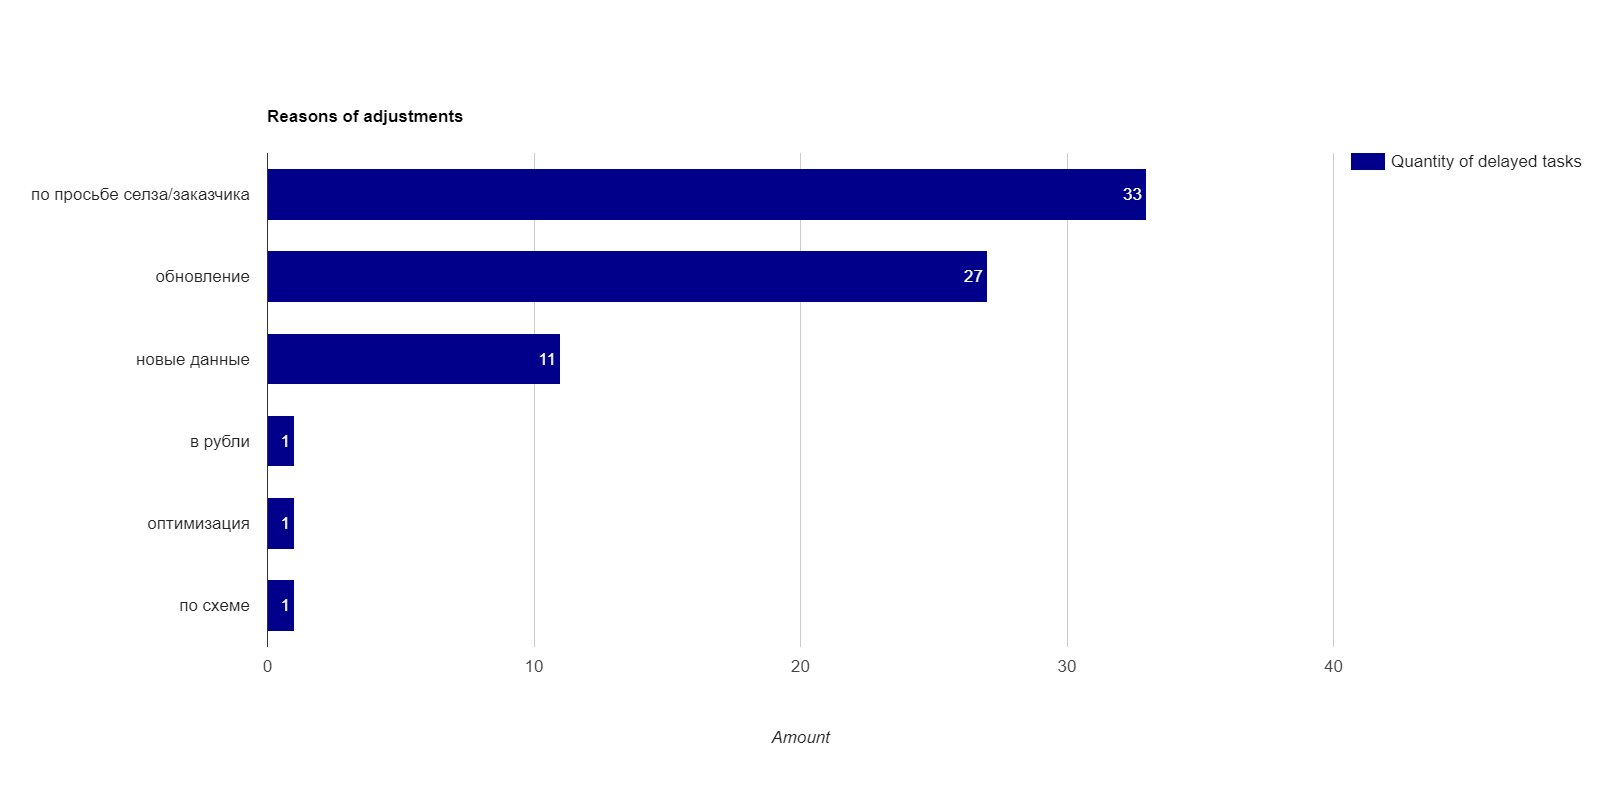 Reasons of adjustments
Quantity of delayed tasks
по просьбе селза/заказчика
33
обновление
27
новые данные
11
в рубли
1
оптимизация
1
по схеме
1
0 10 20 30 40
Amount